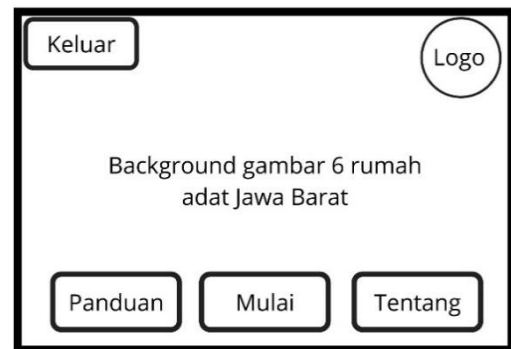 Keluar
Logo
Background gambar 6 rumah
adat Jawa Barat
Panduan
Mulai
Tentang